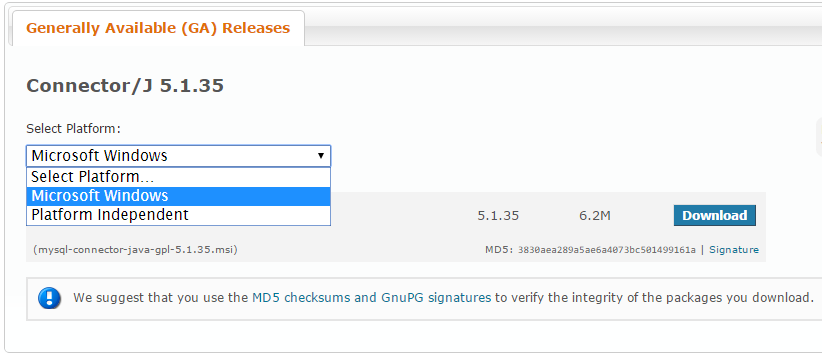 Generally Available (GA) Releases
Connector/J 5.1.35
Select Platform:
Microsoft Windows
Select Platform...
Microsoft Windows
Platform Independent
5.1.35 6.2M Download
(mysql-connector-java-gpl-5.1.35.msi) MD5: 3830aea289a5ae6a4073bc501499161a | Signature
We suggest that you use the MD5 checksums and GnuPG signatures to verify the integrity of the packages you download.